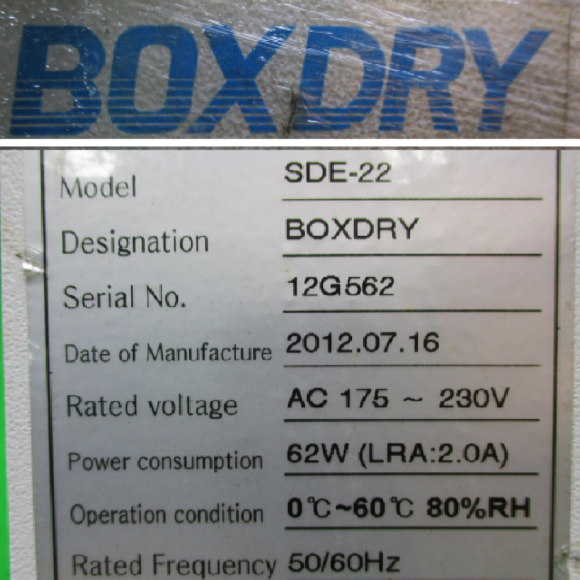 BOXDRY
Model SDE-22
Designation BOXDRY
Serial No. 12G562
Date of Manufacture 2012.07.16
Rated voltage AC 175 ~ 230V
Power consumption 62W (LRA:2.0A)
Operation condition 0℃~60℃ 80%RH
Rated Frequency 50/60Hz